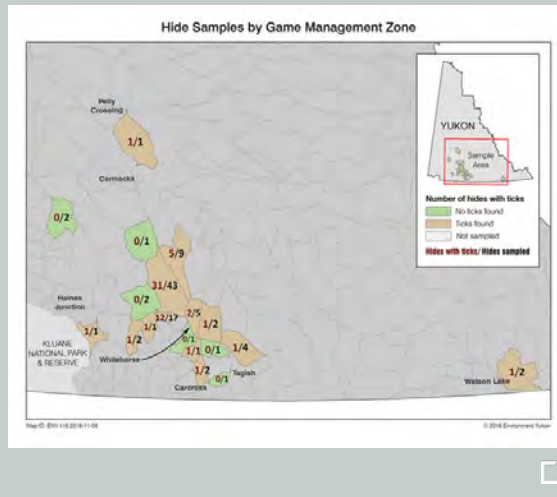 Hide Samples by Game Management Zone
Pelly
Crossing
1/1
Carmacks
0/2
0/1
5/9
31/43
0/2
Haines
Junction
12/17
2/5
1/1
1/1
1/2
1/2
0/1
1/1
0/1
1/4
KLUANE
NATIONAL PARK
& RESERVE
Whitehorse
1/2
Tagish
0/1
Carcross
1/2
Watson Lake
YUKON
Sample
Area
Number of hides with ticks
No ticks found
Ticks found
Not sampled
Hides with ticks/ Hides sampled
© 2016 Environment Yukon